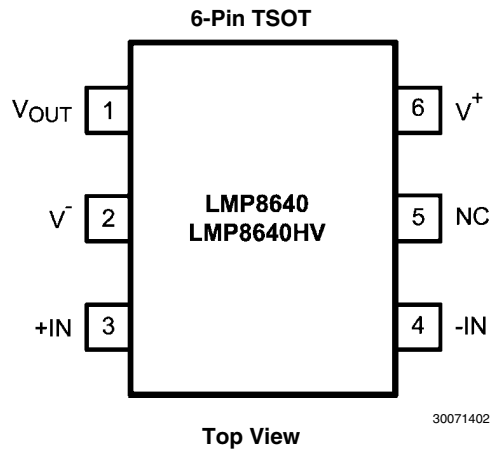 6-Pin TSOT
VOUT 1
6 V+
V- 2
LMP8640
LMP8640HV
5 NC
+IN 3
4 -IN
30071402
Top View